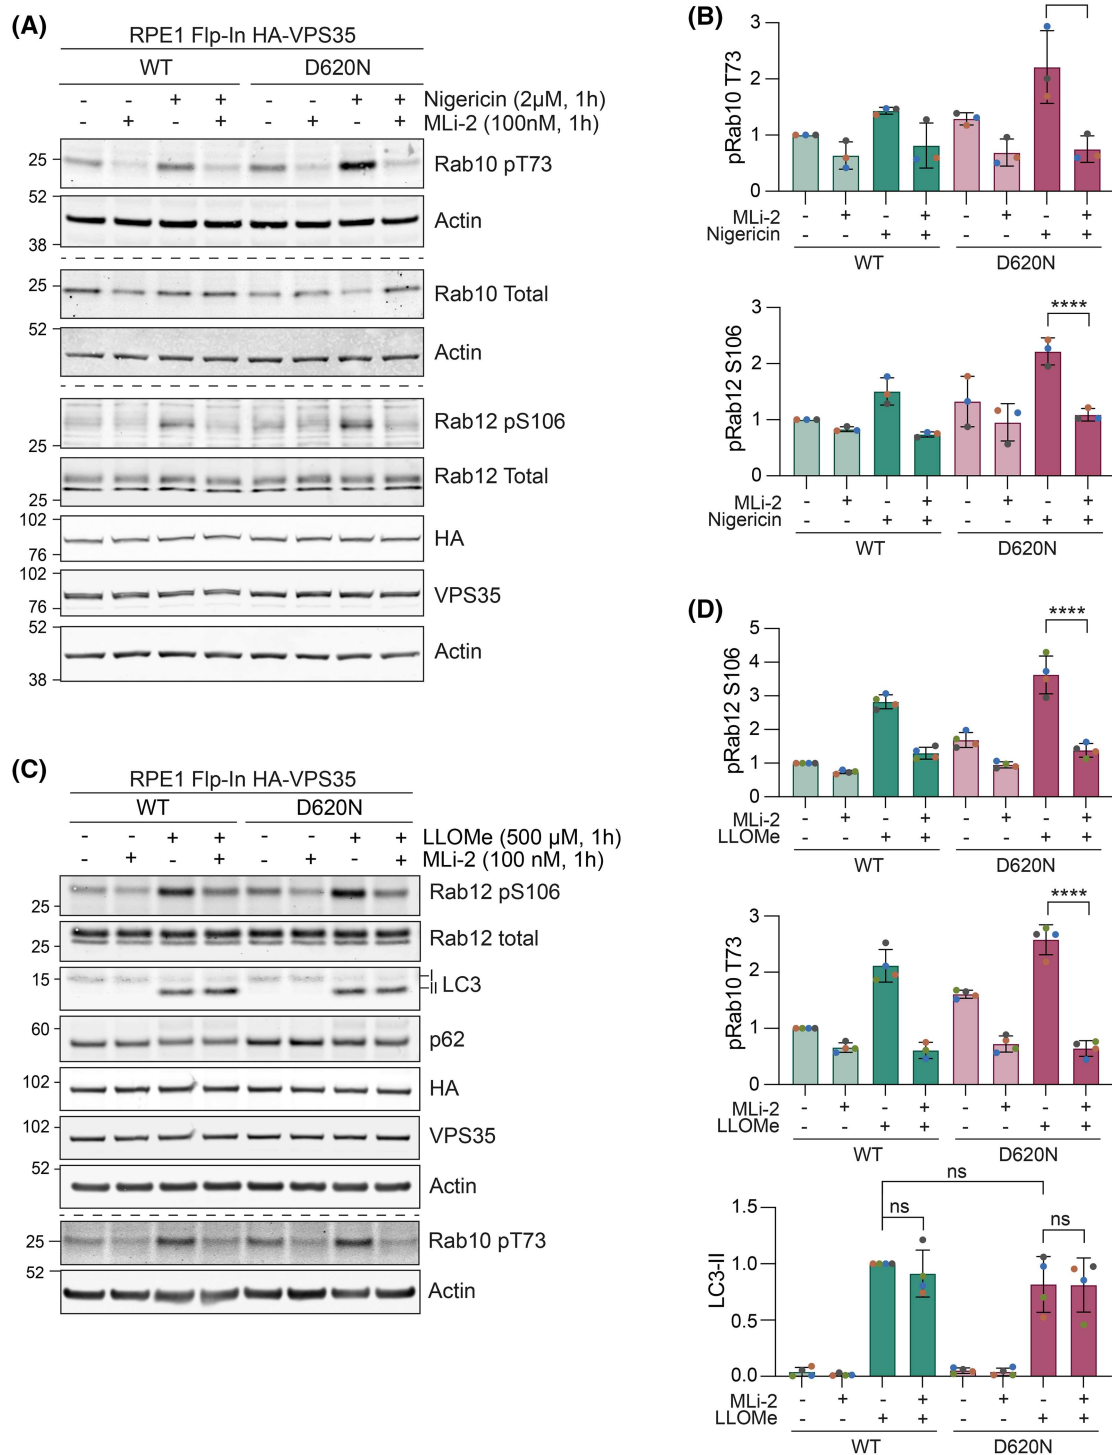 (A)
RPE1 Flp-In HA-VPS35
WT D620N
- - + + - - + + Nigericin (2µM, 1h)
- + - + - + - + MLi-2 (100nM, 1h)
25 Rab10 pT73
52
Actin
38
25 Rab10 Total
52
Actin
Rab12 pS106
25
Rab12 Total
25
102
HA
76
102
VPS35
76
52
Actin
38
(B)
pRab10 T73
3
2
1
0
MLi-2 - + - + - + - +
Nigericin - - + + - - + +
WT D620N
pRab12 S106
3
****
2
1
0
MLi-2 - + - + - + - +
Nigericin - - + + - - + +
WT D620N
(C)
RPE1 Flp-In HA-VPS35
WT D620N
- - + + - - + + LLOMe (500 µM, 1h)
- + - + - + - + MLi-2 (100 nM, 1h)
Rab12 pS106
25
Rab12 total
25
15 I
II LC3
60
p62
102
HA
102
VPS35
52
Actin
25 Rab10 pT73
52
Actin
(D)
pRab12 S106
****
5
4
3
2
1
0
MLi-2 - + - + - + - +
LLOMe - - + + - - + +
WT D620N
pRab10 T73
****
3
2
1
0
MLi-2 - + - + - + - +
LLOMe - - + + - - + +
WT D620N
LC3-II
ns
ns ns
1.5
1.0
0.5
0.0
MLi-2 - + - + - + - +
LLOMe - - + + - - + +
WT D620N